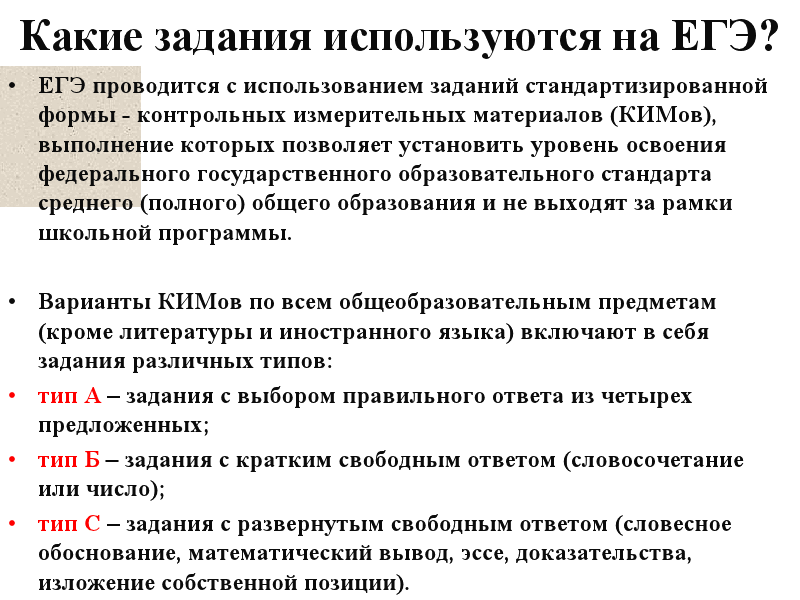 Какие задания используются на ЕГЭ?
• ЕГЭ проводится с использованием заданий стандартизированной
формы - контрольных измерительных материалов (КИМов),
выполнение которых позволяет установить уровень освоения
федерального государственного образовательного стандарта
среднего (полного) общего образования и не выходят за рамки
школьной программы.
• Варианты КИМов по всем общеобразовательным предметам
(кроме литературы и иностранного языка) включают в себя
задания различных типов:
• тип А – задания с выбором правильного ответа из четырех
предложенных;
• тип Б – задания с кратким свободным ответом (словосочетание
или число);
• тип С – задания с развернутым свободным ответом (словесное
обоснование, математический вывод, эссе, доказательства,
изложение собственной позиции).